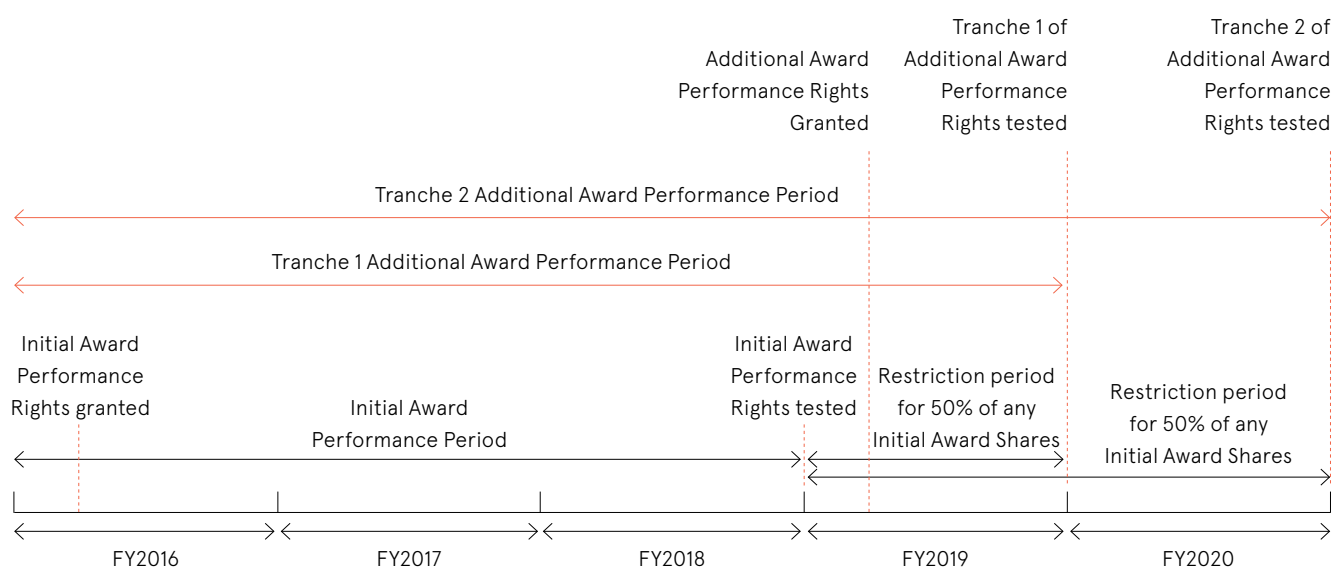 Additional Award
Performance Rights
Granted
Tranche 1 of
Additional Award
Performance
Rights tested
Tranche 2 of
Additional Award
Performance
Rights tested
Tranche 2 Additional Award Performance Period
Tranche 1 Additional Award Performance Period
Initial Award
Performance
Rights granted
Initial Award
Performance Period
Initial Award
Performance
Rights tested
Restriction period
for 50% of any
Initial Award Shares
Restriction period
for 50% of any
Initial Award Shares
FY2016
FY2017
FY2018
FY2019
FY2020